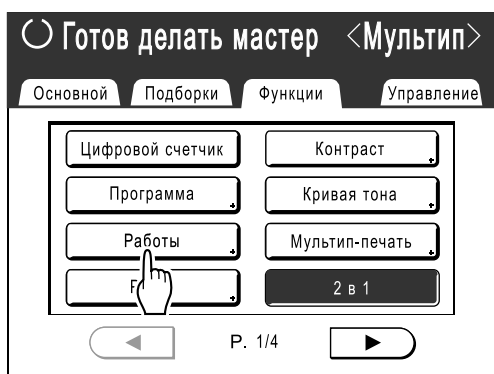 Готов делать мастер <Мультип>
Основной Подборки Функции Управление
Цифровой счетчик Контраст
Программа Кривая тона
Работы Мультип-печать
2 в 1
P. 1/4